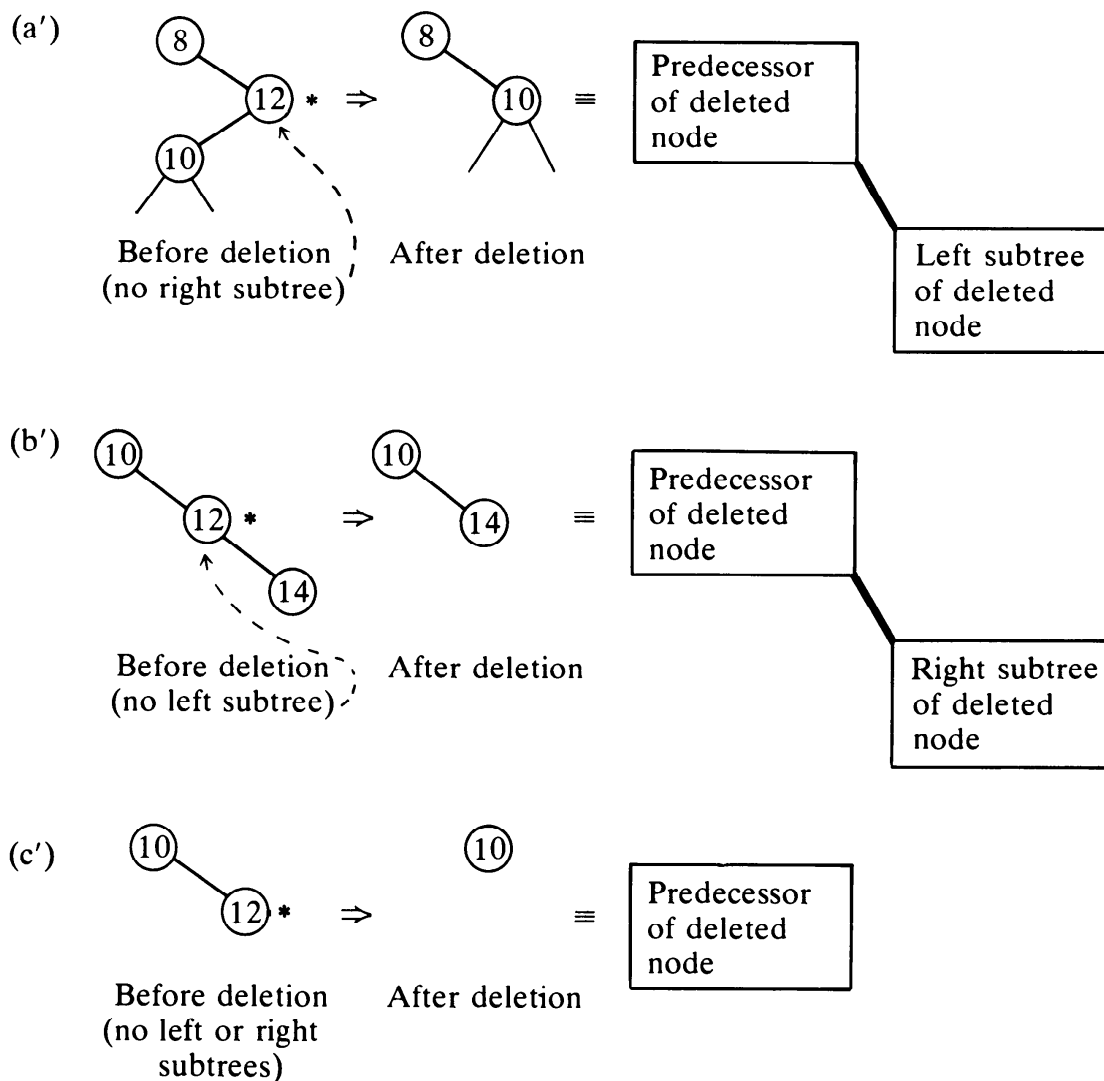 (a′)
8
12 *
10
⇒
8
10
≡
Predecessor
of deleted
node
Left subtree
of deleted
node
Before deletion
(no right subtree)
After deletion
(b′)
10
12 *
14
⇒
10
14
≡
Predecessor
of deleted
node
Right subtree
of deleted
node
Before deletion
(no left subtree)
After deletion
(c′)
10
12 *
⇒
10
≡
Predecessor
of deleted
node
Before deletion
(no left or right
subtrees)
After deletion